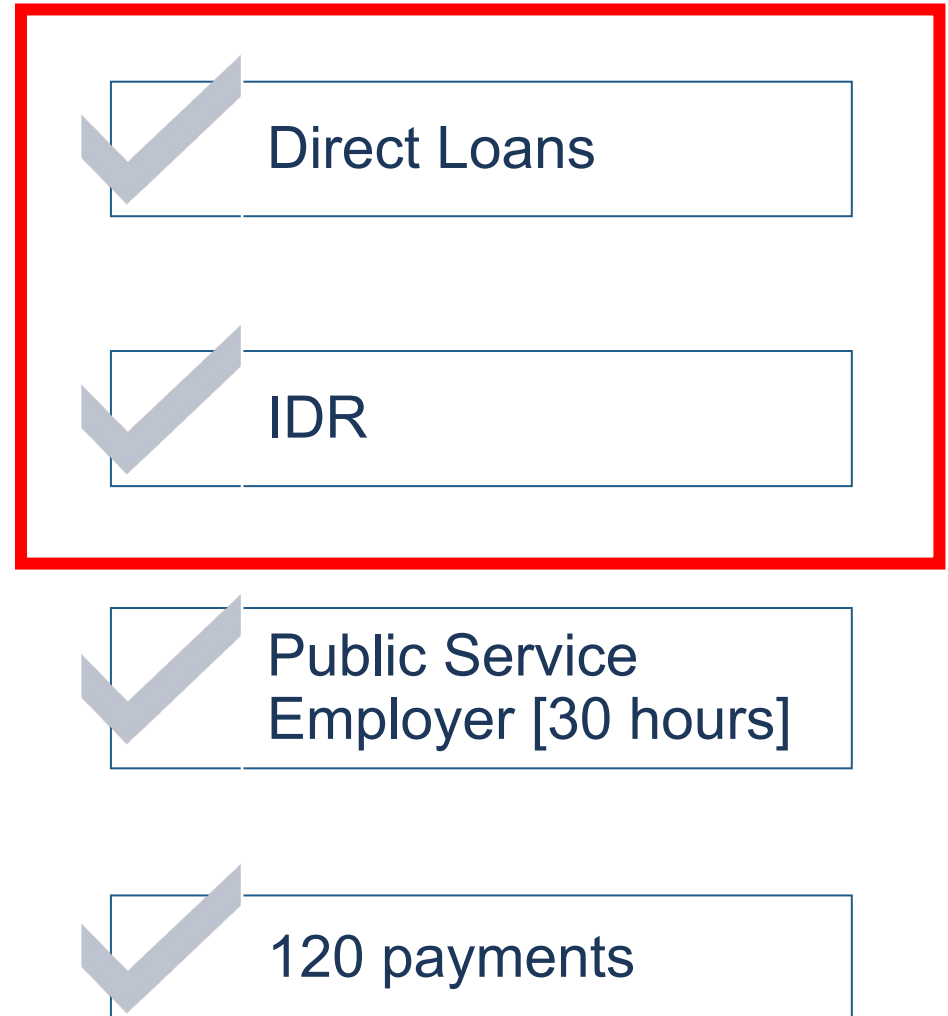 Direct Loans
IDR
Public Service
Employer [30 hours]
120 payments